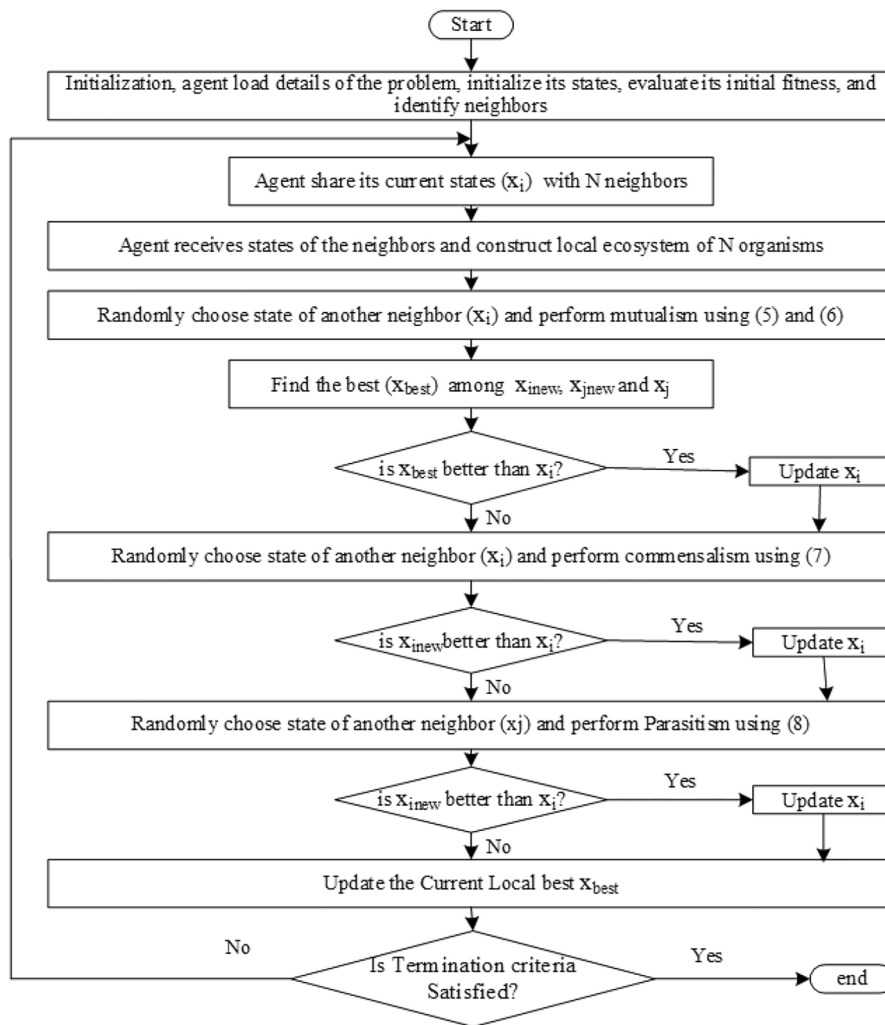 Start
Initialization, agent load details of the problem, initialize its states, evaluate its initial fitness, and
identify neighbors
Agent share its current states (xi) with N neighbors
Agent receives states of the neighbors and construct local ecosystem of N organisms
Randomly choose state of another neighbor (xi) and perform mutualism using (5) and (6)
Find the best (xbest) among xinew, xjnew and xj
is xbest better than xi?
Yes
Update xi
No
Randomly choose state of another neighbor (xi) and perform commensalism using (7)
is xinew better than xi?
Yes
Update xi
No
Randomly choose state of another neighbor (xj) and perform Parasitism using (8)
is xinew better than xi?
Yes
Update xi
No
Update the Current Local best xbest
No
Is Termination criteria
Satisfied?
Yes
end